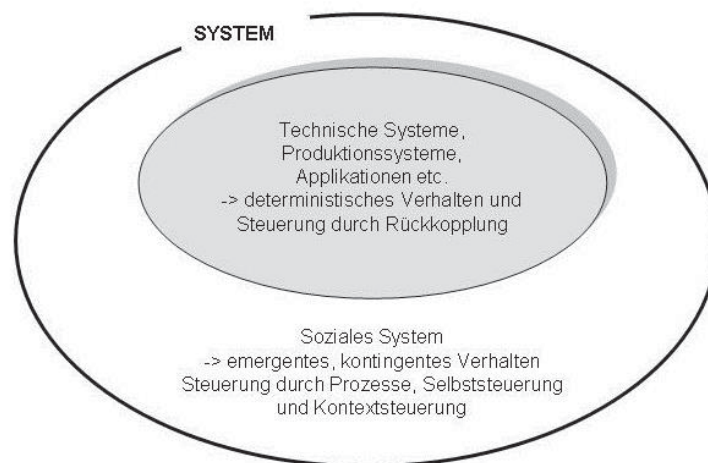 SYSTEM
Technische Systeme,
Produktionssysteme,
Applikationen etc.
-> deterministisches Verhalten und
Steuerung durch Rückkopplung
Soziales System
-> emergentes, kontingentes Verhalten
Steuerung durch Prozesse, Selbststeuerung
und Kontextsteuerung